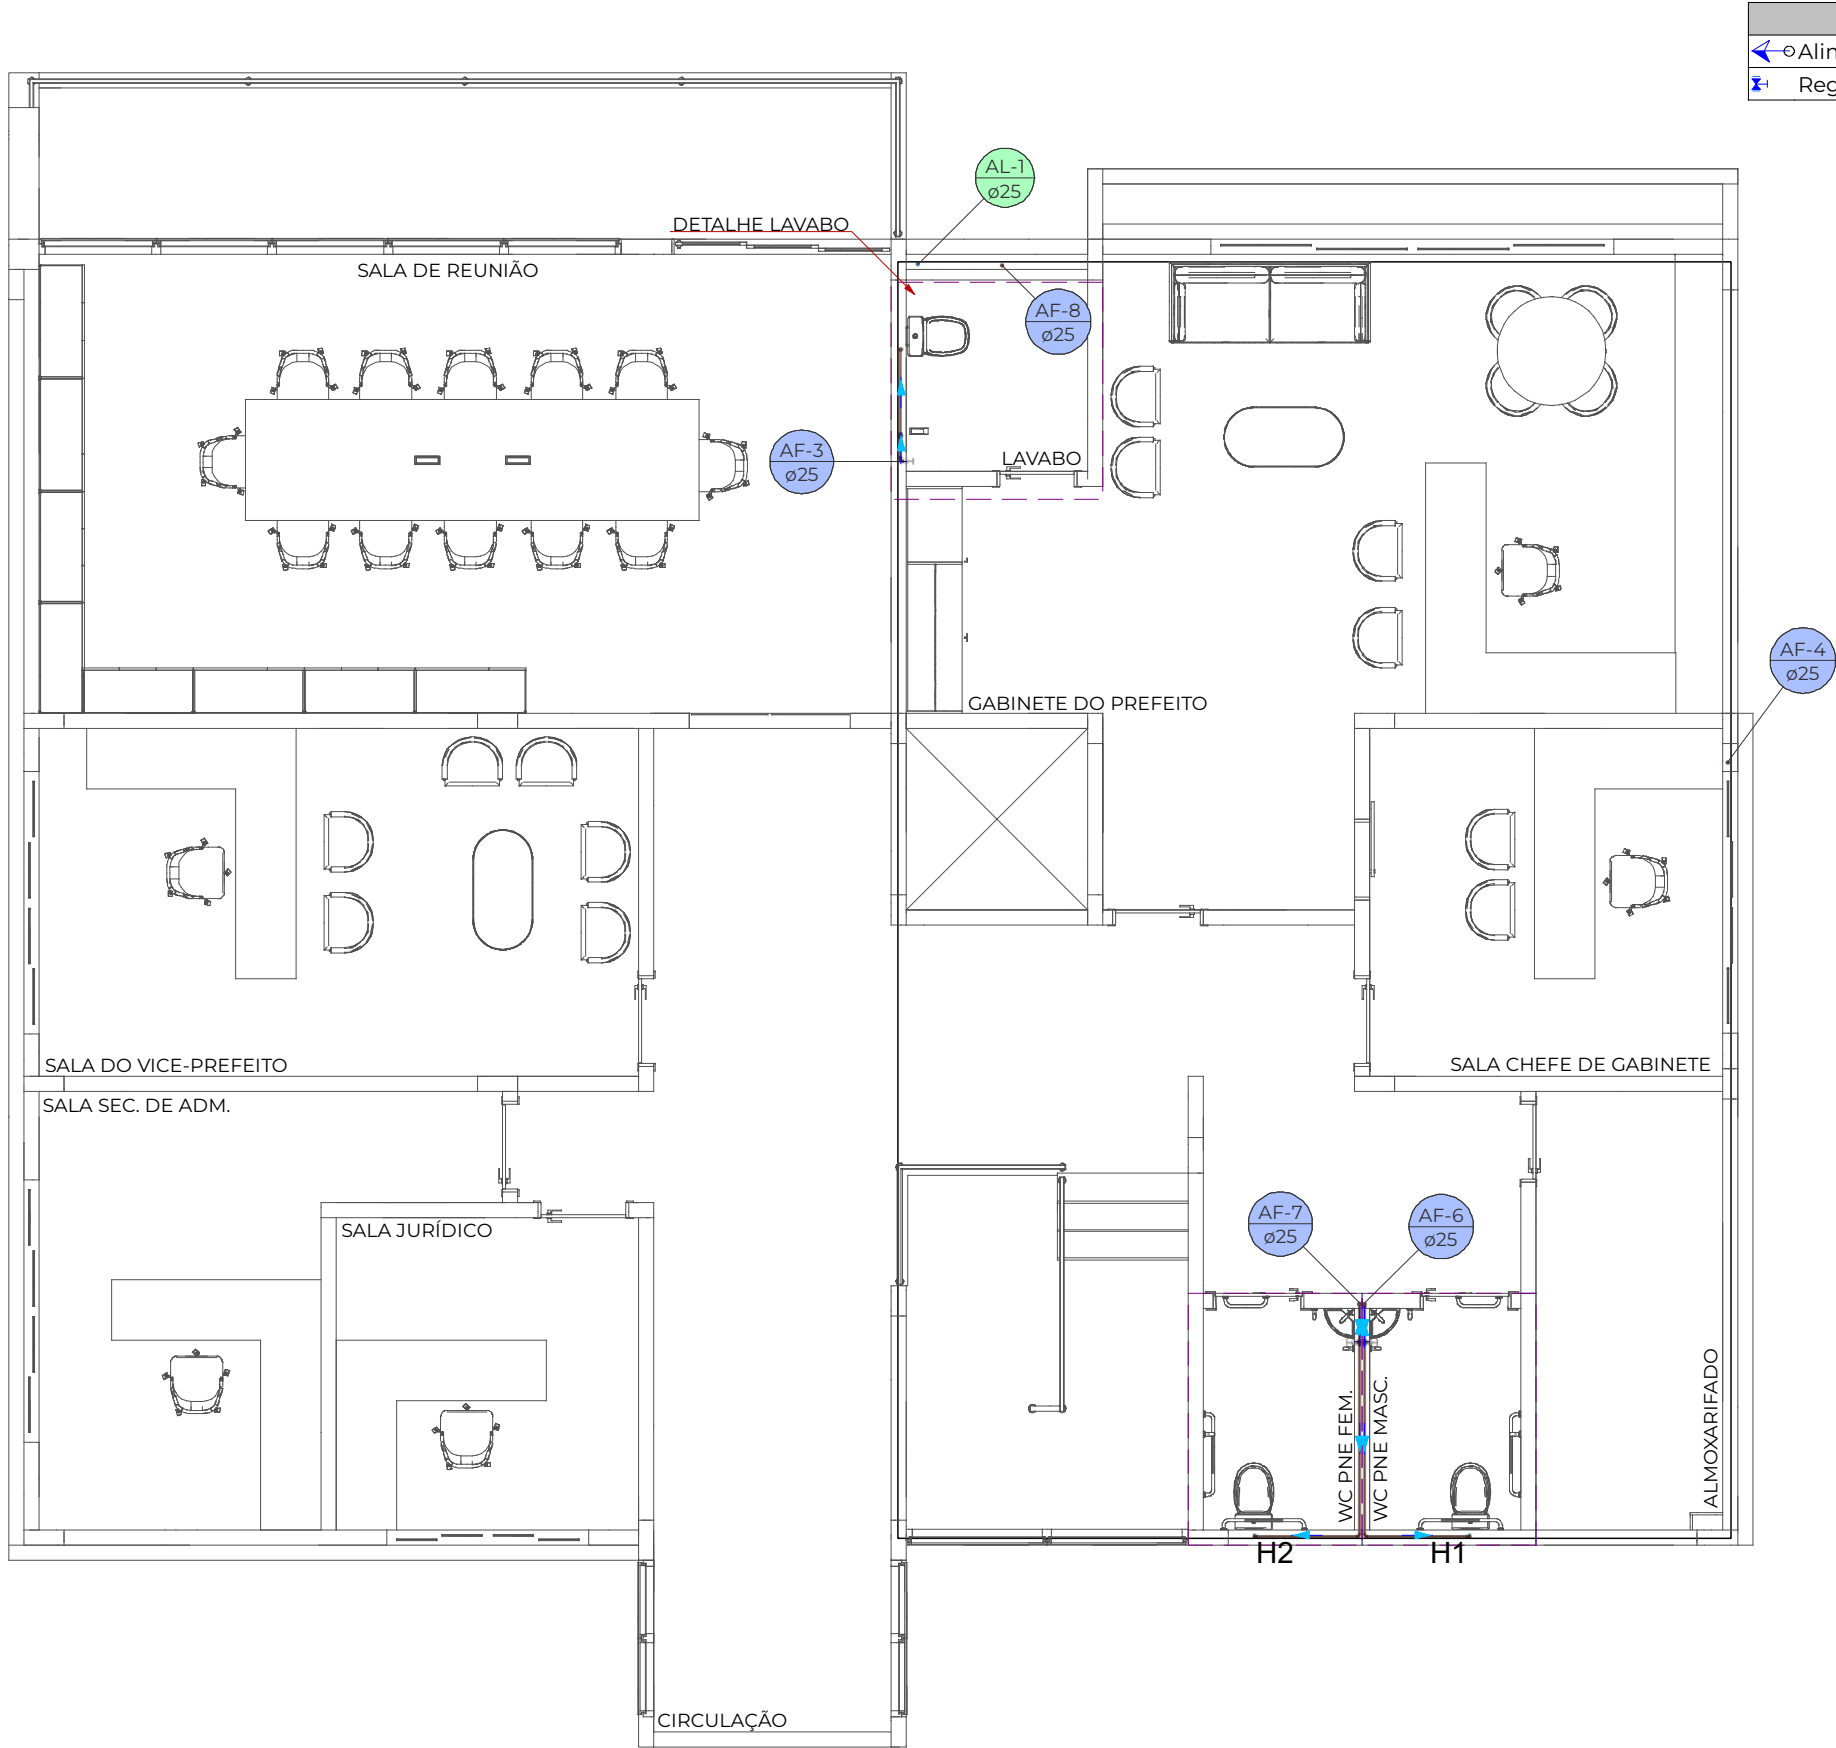 Alin
Reg
AL-1
ø25
DETALHE LAVABO
SALA DE REUNIÃO
AF-8
ø25
AF-3
ø25
LAVABO
AF-4
ø25
GABINETE DO PREFEITO
SALA DO VICE-PREFEITO
SALA CHEFE DE GABINETE
SALA SEC. DE ADM.
AF-7
ø25
AF-6
ø25
SALA JURÍDICO
WC PNE FEM.
WC PNE MASC.
ALMOXARIFADO
H2
H1
CIRCULAÇÃO